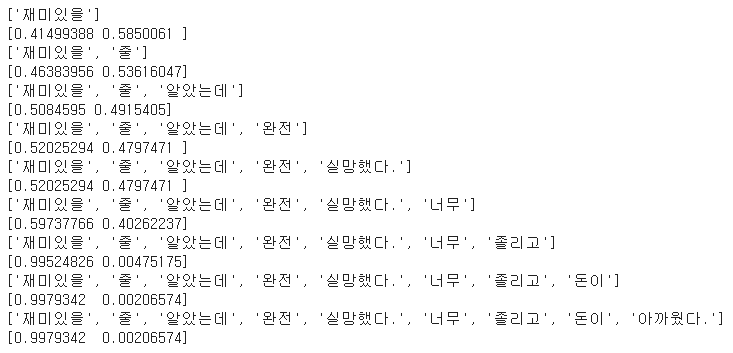 ['재미있을']
[0.41499388 0.5850061 ]
['재미있을', '줄']
[0.46383956 0.53616047]
['재미있을', '줄', '알았는데']
[0.5084595 0.4915405]
['재미있을', '줄', '알았는데', '완전']
[0.52025294 0.4797471 ]
['재미있을', '줄', '알았는데', '완전', '실망했다.']
[0.52025294 0.4797471 ]
['재미있을', '줄', '알았는데', '완전', '실망했다.', '너무']
[0.59737766 0.40262237]
['재미있을', '줄', '알았는데', '완전', '실망했다.', '너무', '졸리고']
[0.99524826 0.00475175]
['재미있을', '줄', '알았는데', '완전', '실망했다.', '너무', '졸리고', '돈이']
[0.9979342  0.00206574]
['재미있을', '줄', '알았는데', '완전', '실망했다.', '너무', '졸리고', '돈이', '아까웠다.']
[0.9979342  0.00206574]